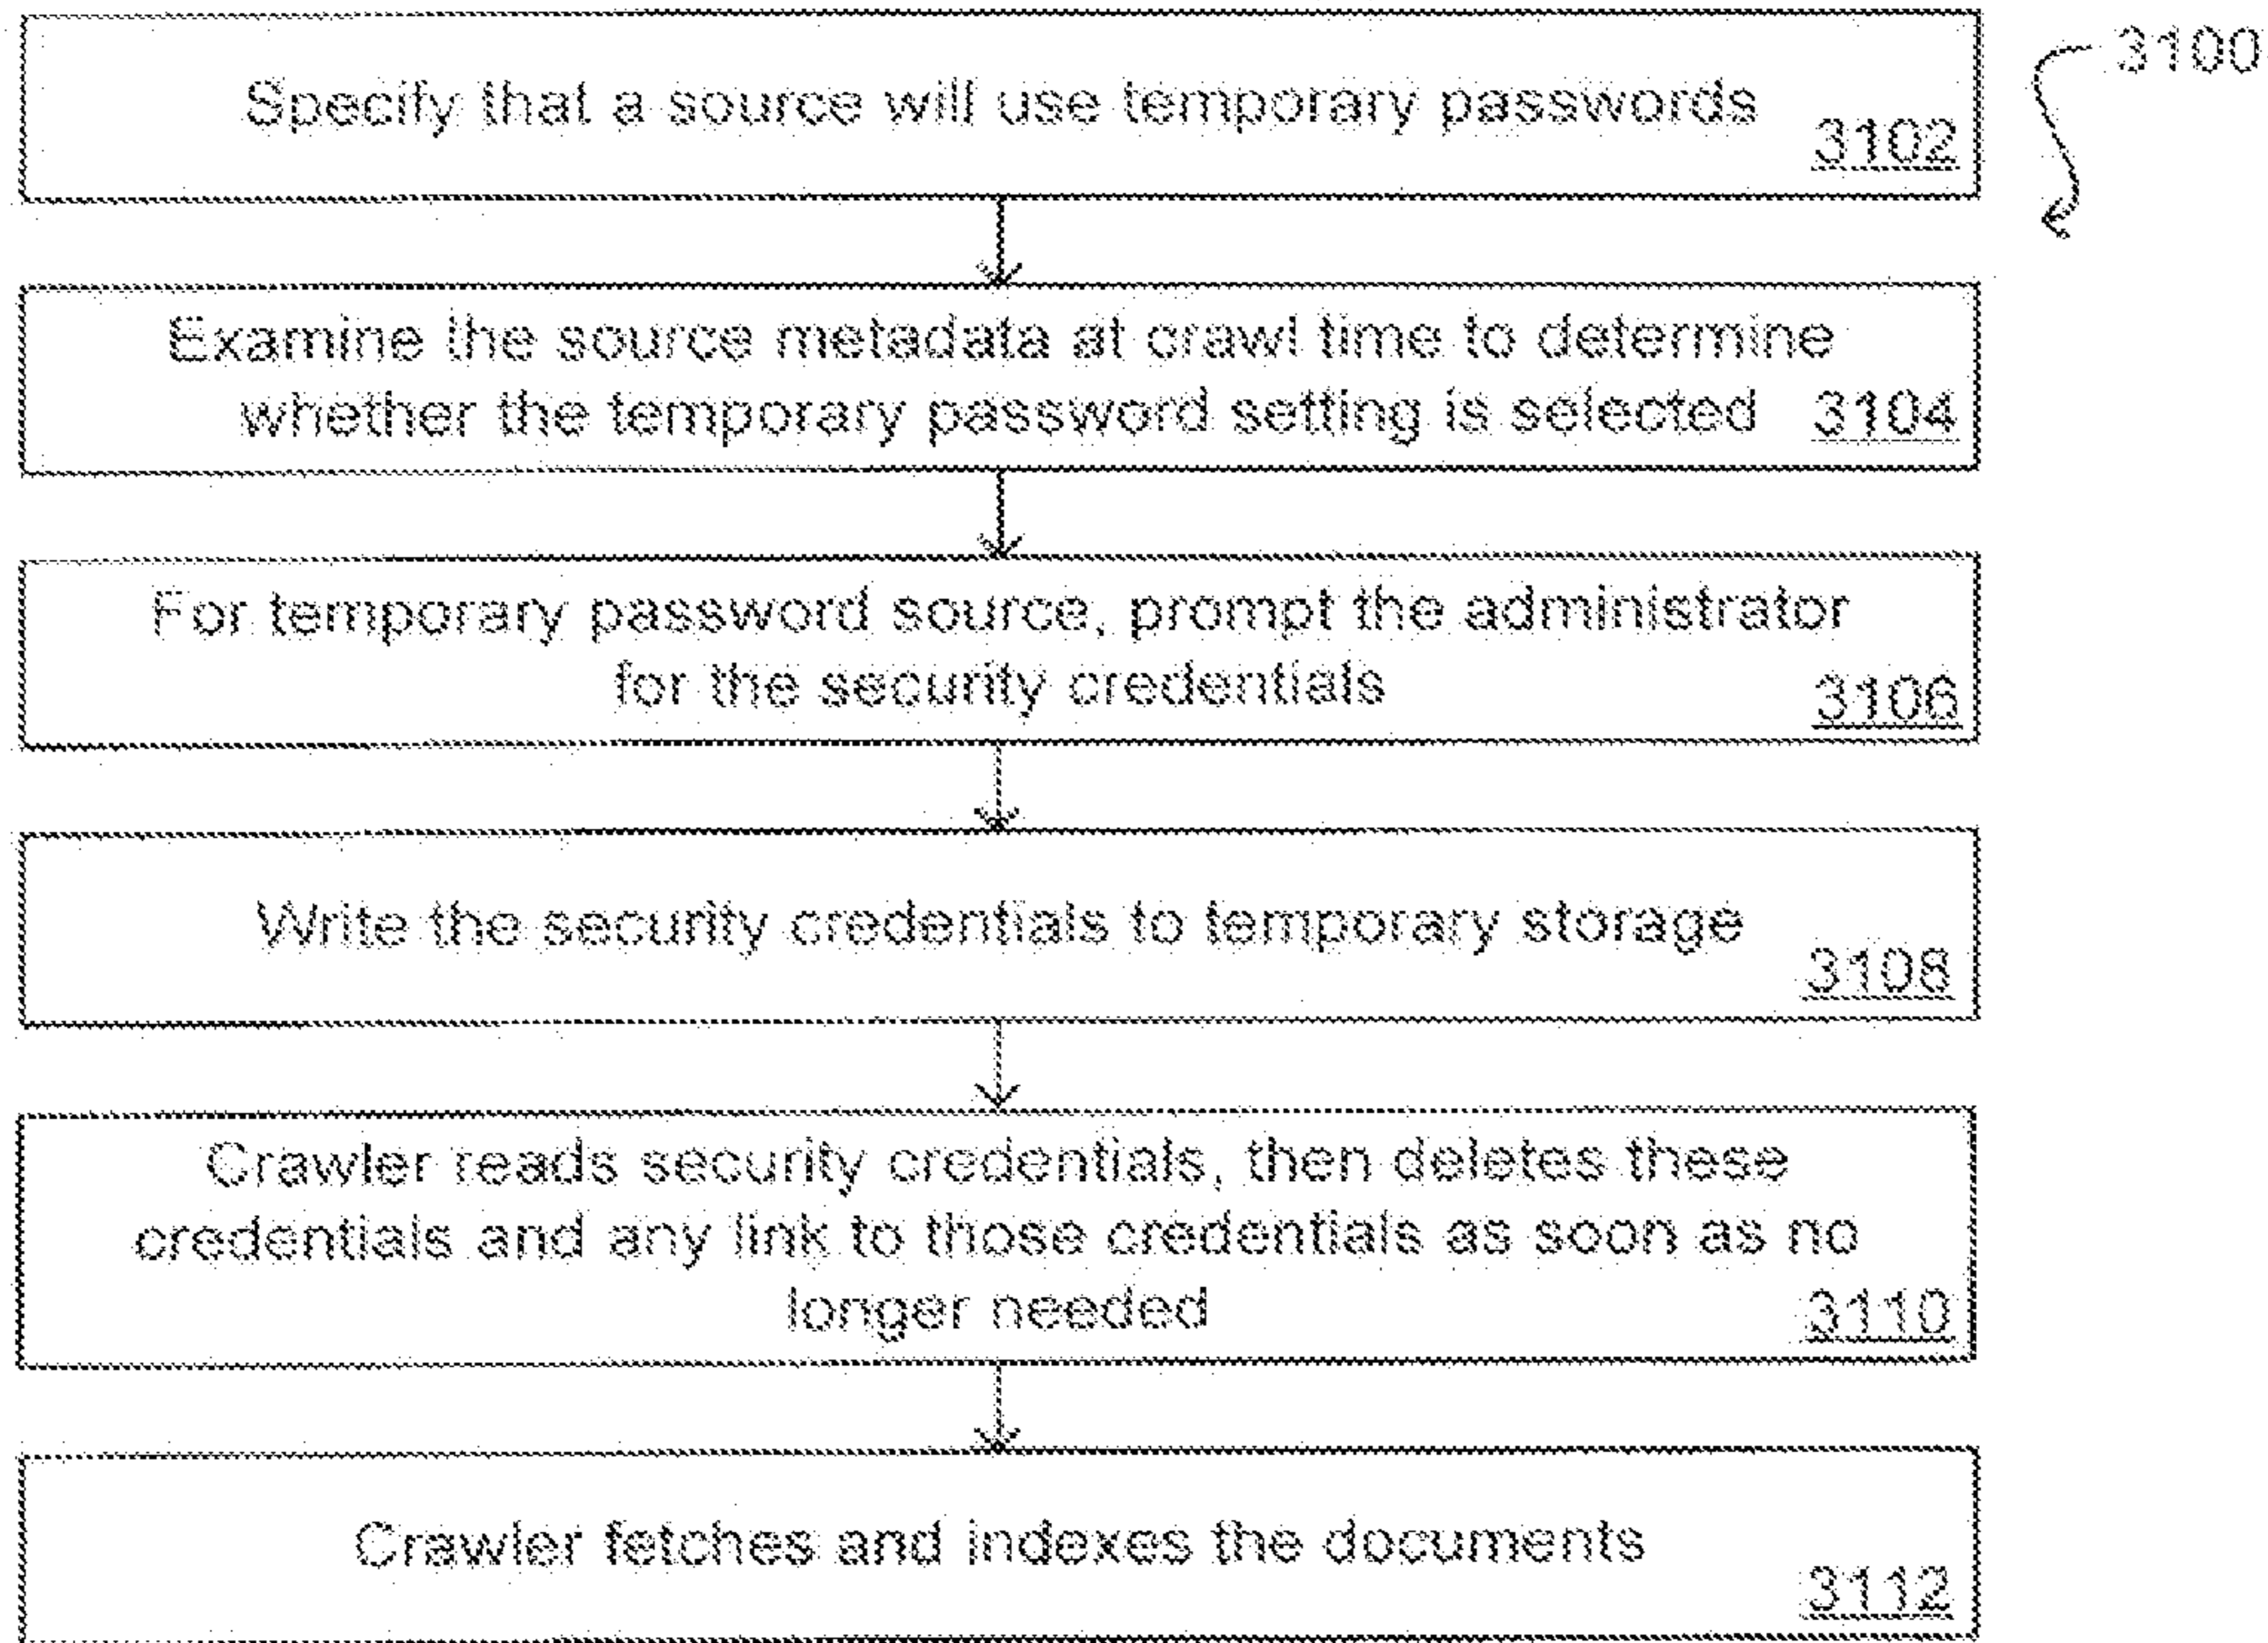 3100
Specify that a source will use temporary passwords
3102
Examine the source metadata at crawl time to determine
whether the temporary password setting is selected 3104
For temporary password source, prompt the administrator
for the security credentials
3106
Write the security credentials to temporary storage
3108
Crawler reads security credentials, then deletes these
credentials and any link to those credentials as soon as no
longer needed
3110
Crawler fetches and indexes the documents
3112